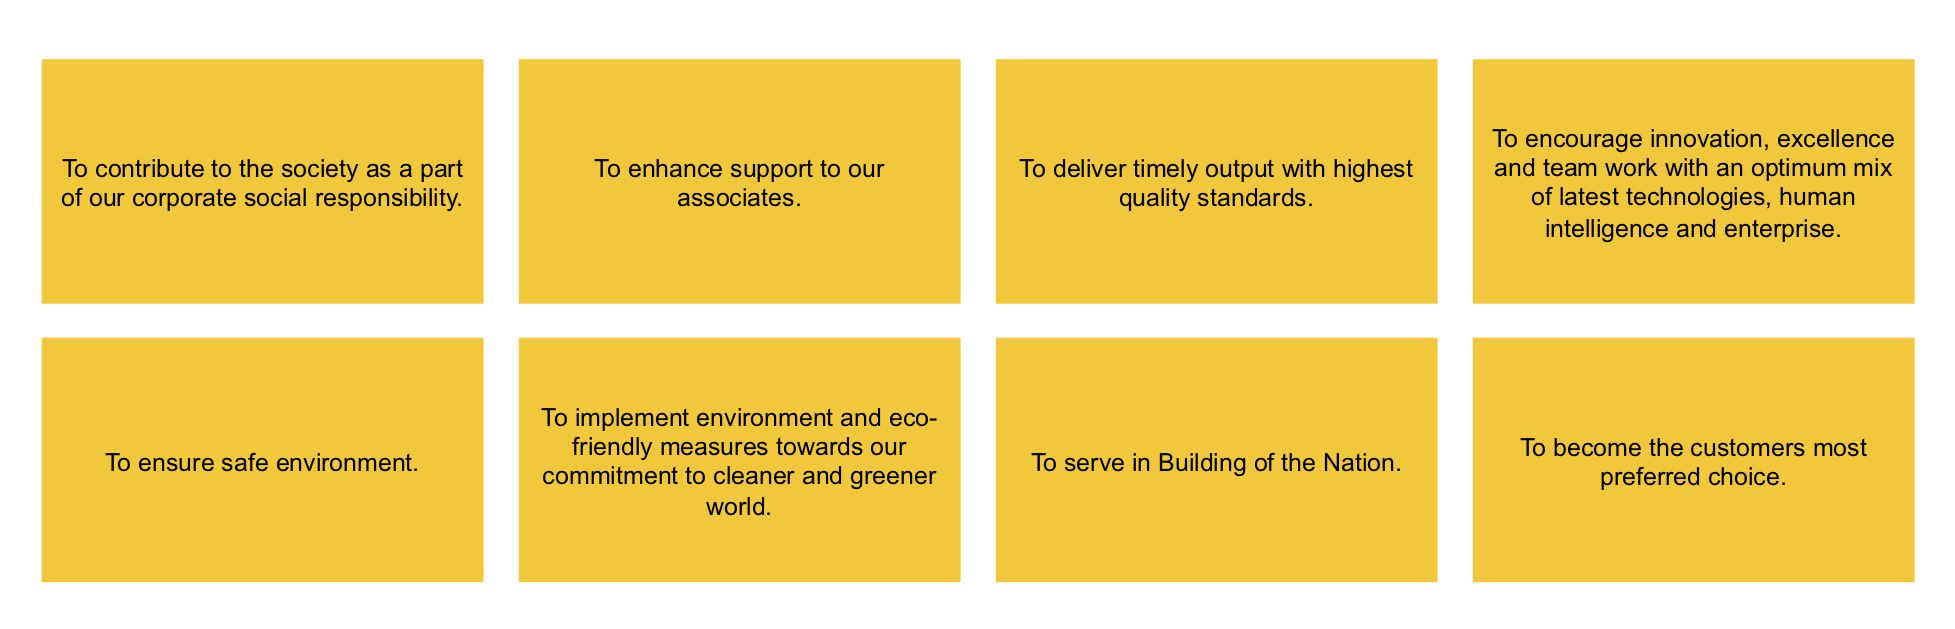 To contribute to the society as a part
of our corporate social responsibility.
To enhance support to our
associates.
To deliver timely output with highest
quality standards.
To encourage innovation, excellence
and team work with an optimum mix
of latest technologies, human
intelligence and enterprise.
To ensure safe environment.
To implement environment and eco-
friendly measures towards our
commitment to cleaner and greener
world.
To serve in Building of the Nation.
To become the customers most
preferred choice.